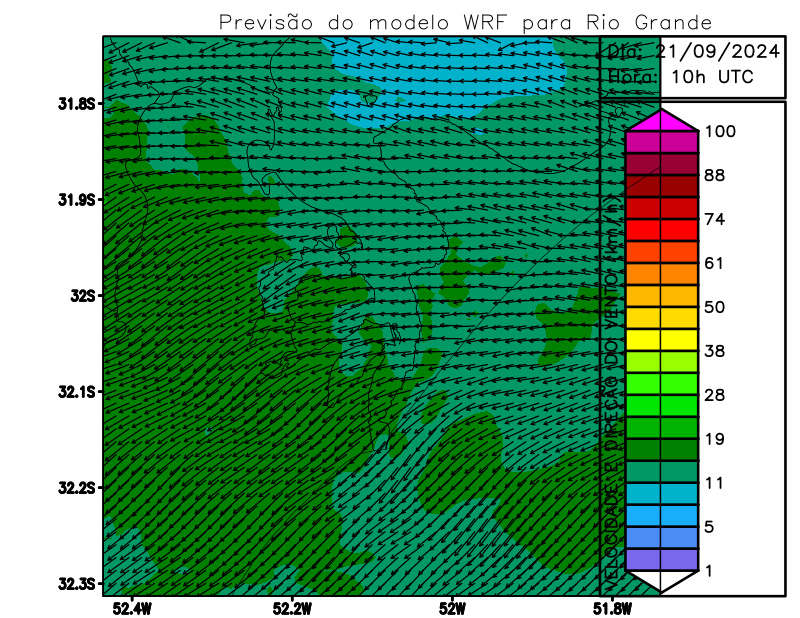 Previsão do modelo WRF para Rio Grande
Dia: 21/09/2024
Hora: 10h UTC
31.8S
31.9S
32S
32.1S
32.2S
32.3S
52.4W
52.2W
52W
51.8W
VELOCIDADE E DIREÇÃO DO VENTO (km/h)
100
88
74
61
50
38
28
19
11
5
1